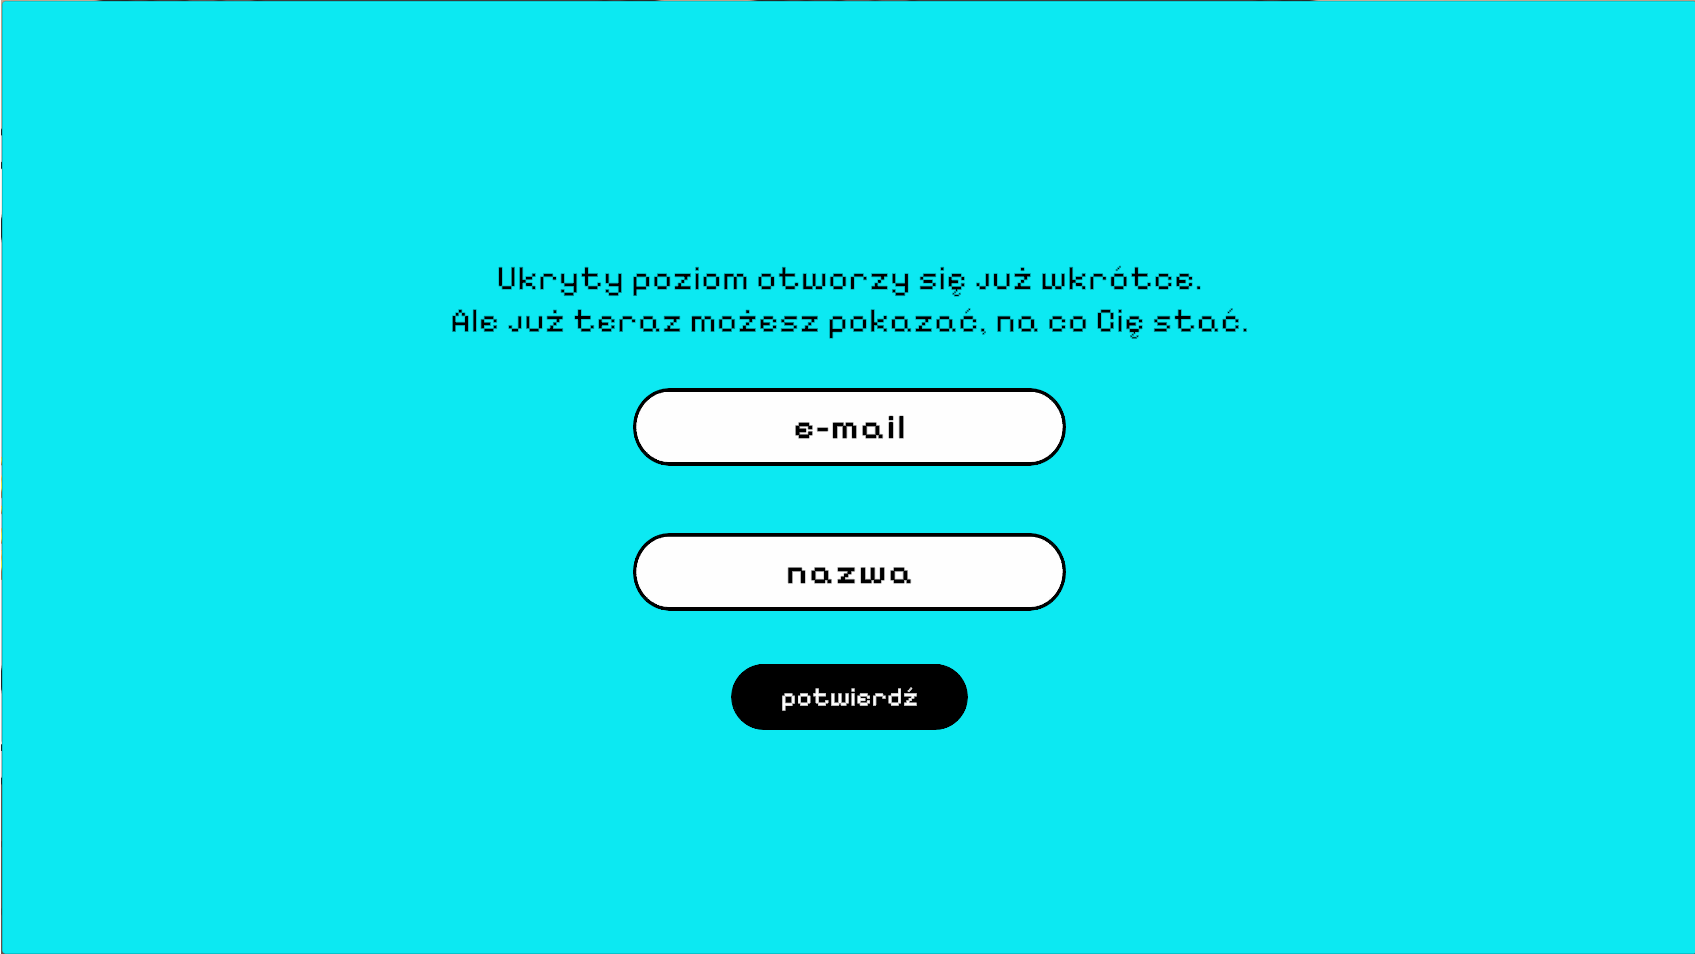 Ukryty poziom otworzy się już wkrótce.
Ale już teraz możesz pokazać, na co Cię stać.
e-mail
nazwa
potwierdź